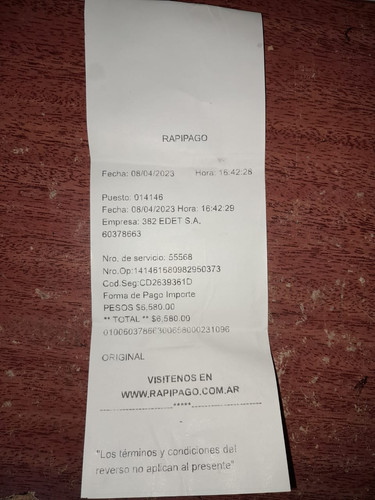 RAPIPAGO
Fecha: 08/04/2023 Hora: 16:42:28
Puesto: 014146
Fecha: 08/04/2023 Hora: 16:42:29
Empresa: 382 EDET S.A.
60378663
Nro. de servicio: 55568
Nro.Op:141461680982950373
Cod.Seg:CD2639361D
Forma de Pago Importe
PESOS $6,580.00
** TOTAL ** $6,580.00
ORIGINAL
VISITENOS EN
WWW.RAPIPAGO.COM.AR
-----------------------*****-----------------------
"Los términos y condiciones del
reverso no aplican al presente"